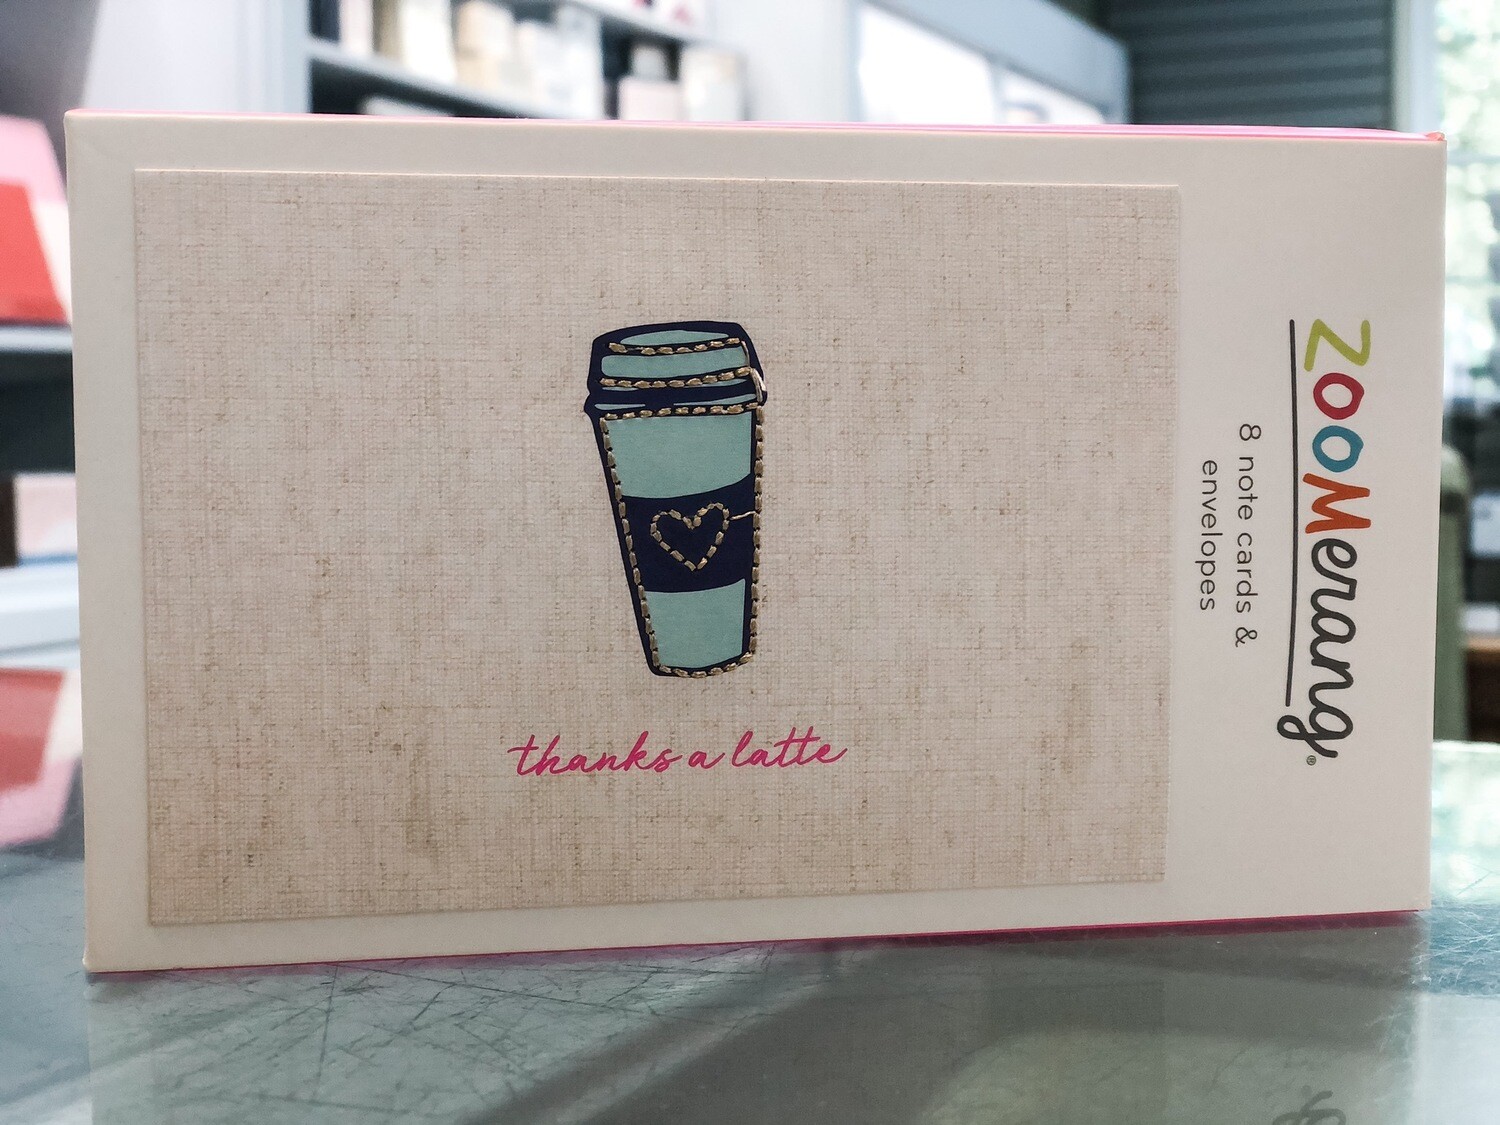 thanks a latte
ZooMerang®
8 note cards &
envelopes